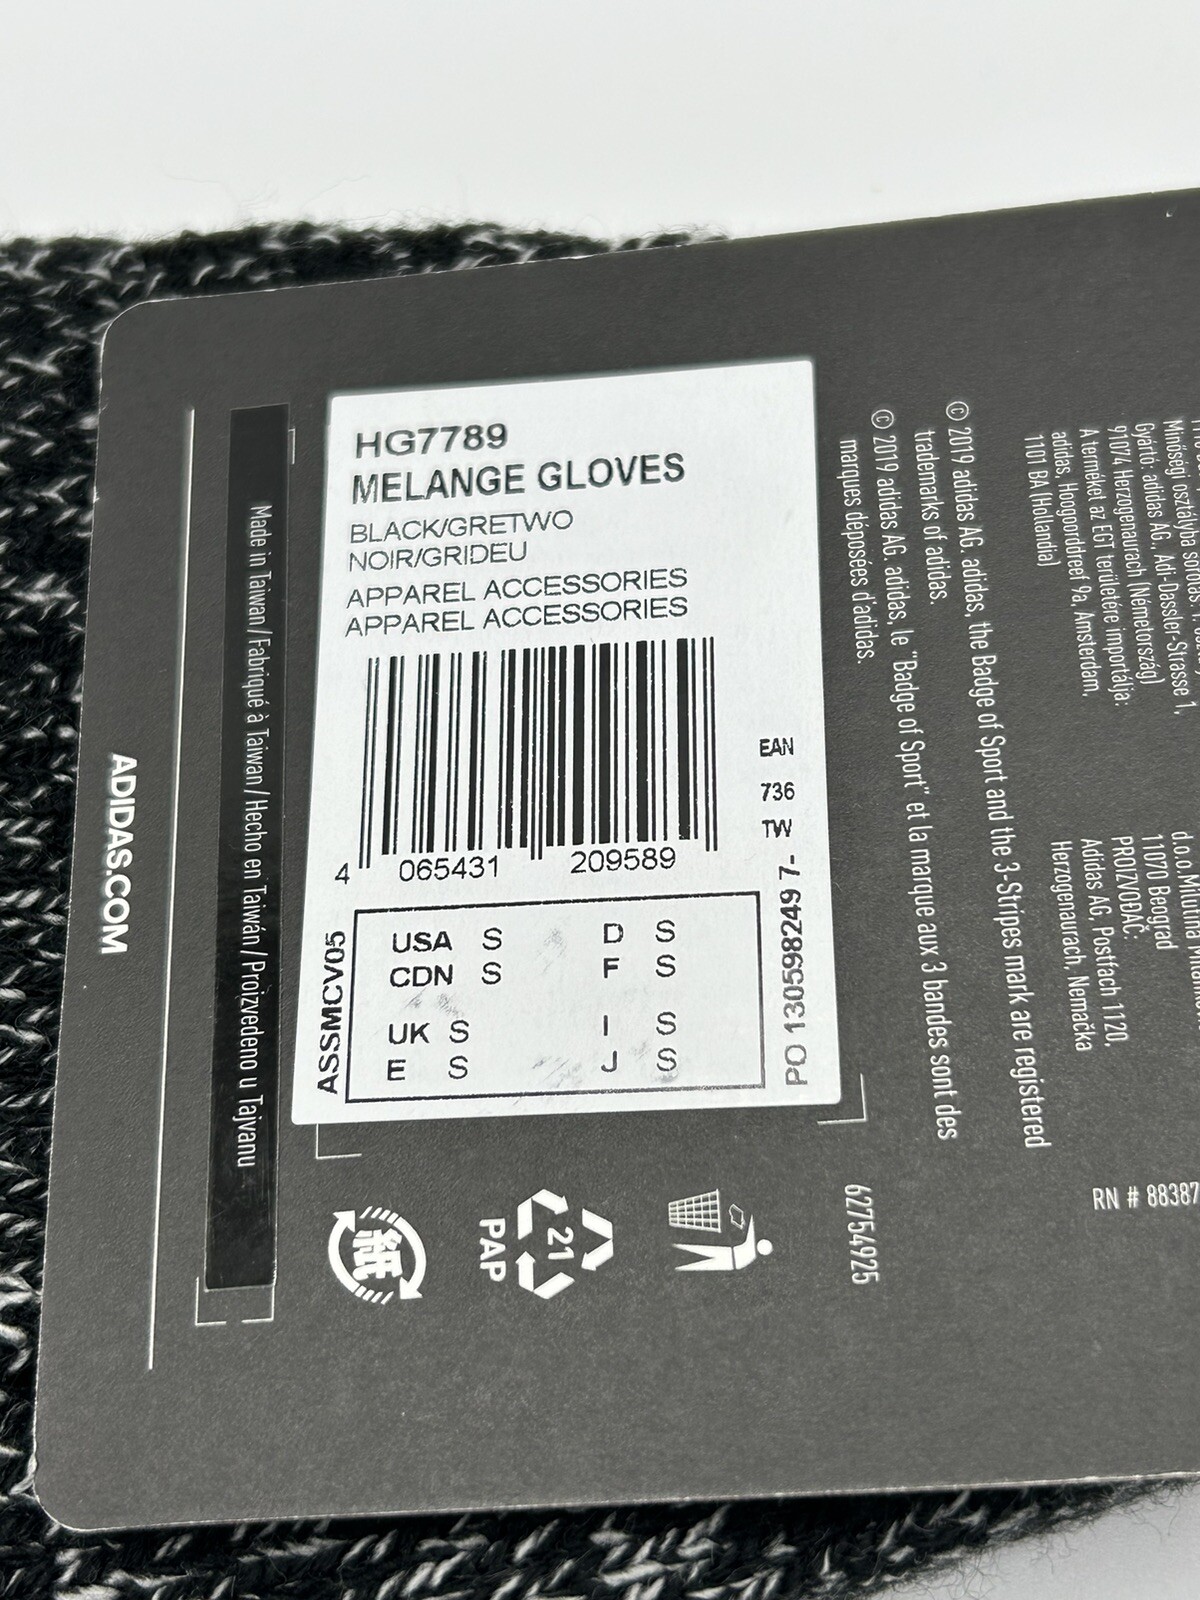 HG7789
MELANGE GLOVES
BLACK/GRETWO
NOIR/GRIDEU
APPAREL ACCESSORIES
APPAREL ACCESSORIES
EAN
736
TW
4 065431 209589
USA S D S
CDN S F S
UK S I S
E S J S
ASSMCV05
PO 130598249 7-
Made in Taiwan / Fabriqué à Taiwan / Hecho en Taiwán / Proizvedeno u Tajvanu
ADIDAS.COM
紙
21
PAP
62754925
RN # 88387
© 2019 adidas AG. adidas, the Badge of Sport and the 3-Stripes mark are registered
trademarks of adidas.
© 2019 adidas AG. adidas, le "Badge of Sport" et la marque aux 3 bandes sont des
marques déposées d'adidas.
Minőségi osztályba sorolás: I.
Gyártó: adidas AG., Adi-Dassler-Strasse 1,
91074 Herzogenaurach (Németország)
A terméket az EGT területére importálja:
adidas, Hoogoorddreef 9a, Amsterdam,
1101 BA (Hollandia)
d.o.o. Milutina
11070 Beograd
PROIZVOĐAČ:
Adidas AG, Postfach 1120,
Herzogenaurach, Nemačka